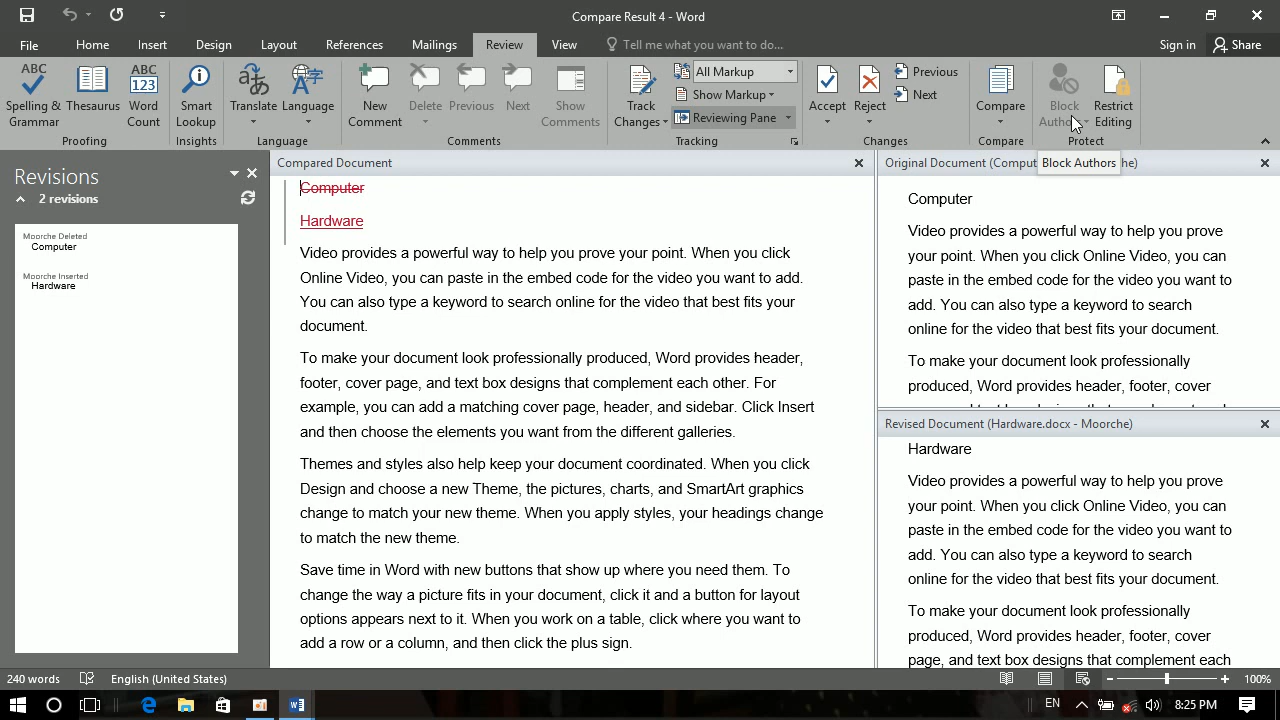 Compare Result 4 - Word
File Home Insert Design Layout References Mailings Review View Tell me what you want to do... Sign in Share
ABC
Spelling & Grammar
Thesaurus
ABC 123
Word Count
Proofing
Smart Lookup
Insights
Translate
Language
Language
New Comment
Delete
Previous
Next
Show Comments
Comments
Track Changes
All Markup
Show Markup
Reviewing Pane
Tracking
Accept
Reject
Previous
Next
Changes
Compare
Compare
Block Authors
Restrict Editing
Protect
Block Authors
Revisions
2 revisions
Moorche Deleted
Computer
Moorche Inserted
Hardware
Compared Document
Computer
Hardware
Video provides a powerful way to help you prove your point. When you click
Online Video, you can paste in the embed code for the video you want to add.
You can also type a keyword to search online for the video that best fits your
document.
To make your document look professionally produced, Word provides header,
footer, cover page, and text box designs that complement each other. For
example, you can add a matching cover page, header, and sidebar. Click Insert
and then choose the elements you want from the different galleries.
Themes and styles also help keep your document coordinated. When you click
Design and choose a new Theme, the pictures, charts, and SmartArt graphics
change to match your new theme. When you apply styles, your headings change
to match the new theme.
Save time in Word with new buttons that show up where you need them. To
change the way a picture fits in your document, click it and a button for layout
options appears next to it. When you work on a table, click where you want to
add a row or a column, and then click the plus sign.
Original Document (Comput he)
Computer
Video provides a powerful way to help you prove
your point. When you click Online Video, you can
paste in the embed code for the video you want to
add. You can also type a keyword to search
online for the video that best fits your document.
To make your document look professionally
produced, Word provides header, footer, cover
Revised Document (Hardware.docx - Moorche)
Hardware
Video provides a powerful way to help you prove
your point. When you click Online Video, you can
paste in the embed code for the video you want to
add. You can also type a keyword to search
online for the video that best fits your document.
To make your document look professionally
produced, Word provides header, footer, cover
page, and text box designs that complement each
240 words English (United States) 100%
EN 8:25 PM